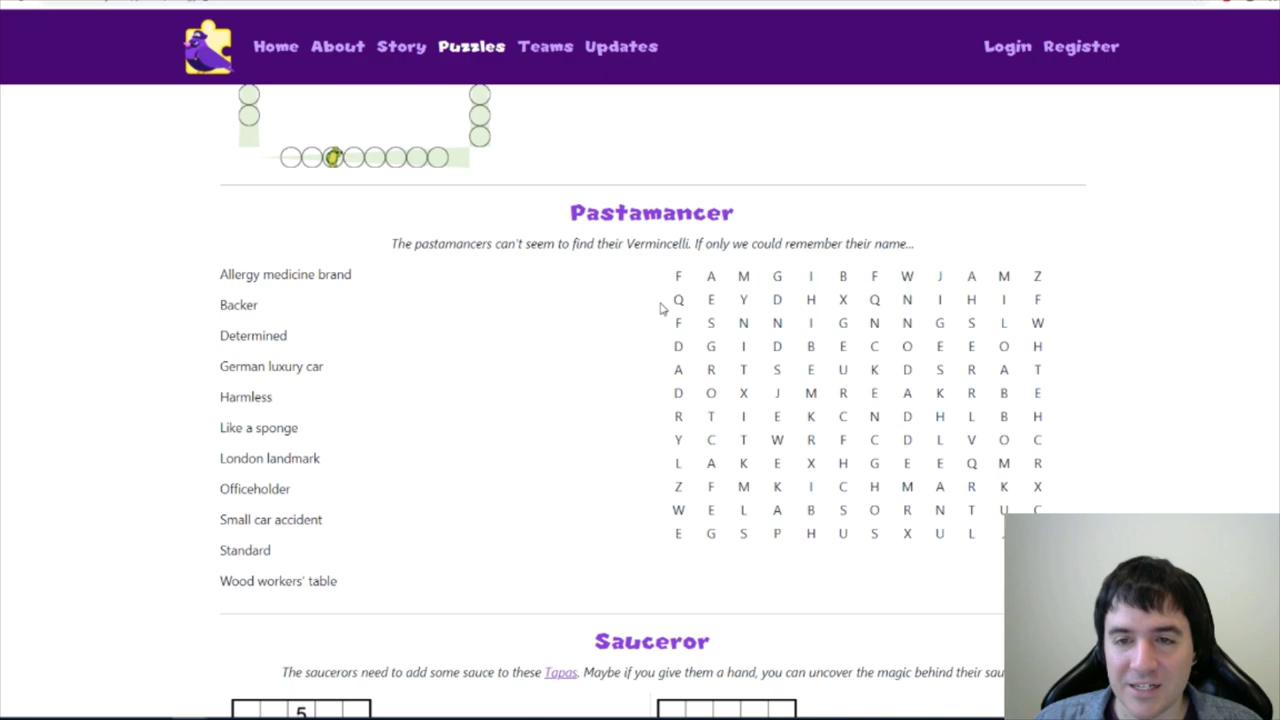 Home About Story Puzzles Teams Updates Login Register
Pastamancer
The pastamancers can't seem to find their Vermincelli. If only we could remember their name...
Allergy medicine brand
Backer
Determined
German luxury car
Harmless
Like a sponge
London landmark
Officeholder
Small car accident
Standard
Wood workers' table
F A M G I B F W J A M Z
Q E Y D H X Q N I H I F
F S N N I G N N G S L W
D G I D B E C O E E O H
A R T S E U K D S R A T
D O X J M R E A K R B E
R T I E K C N D H L B H
Y C T W R F C D L V O C
L A K E X H G E E Q M R
Z F M K I C H M A R K X
W E L A B S O R N T U C
E G S P H U S X U L
Sauceror
The saucerors need to add some sauce to these Tapas. Maybe if you give them a hand, you can uncover the magic behind their
5